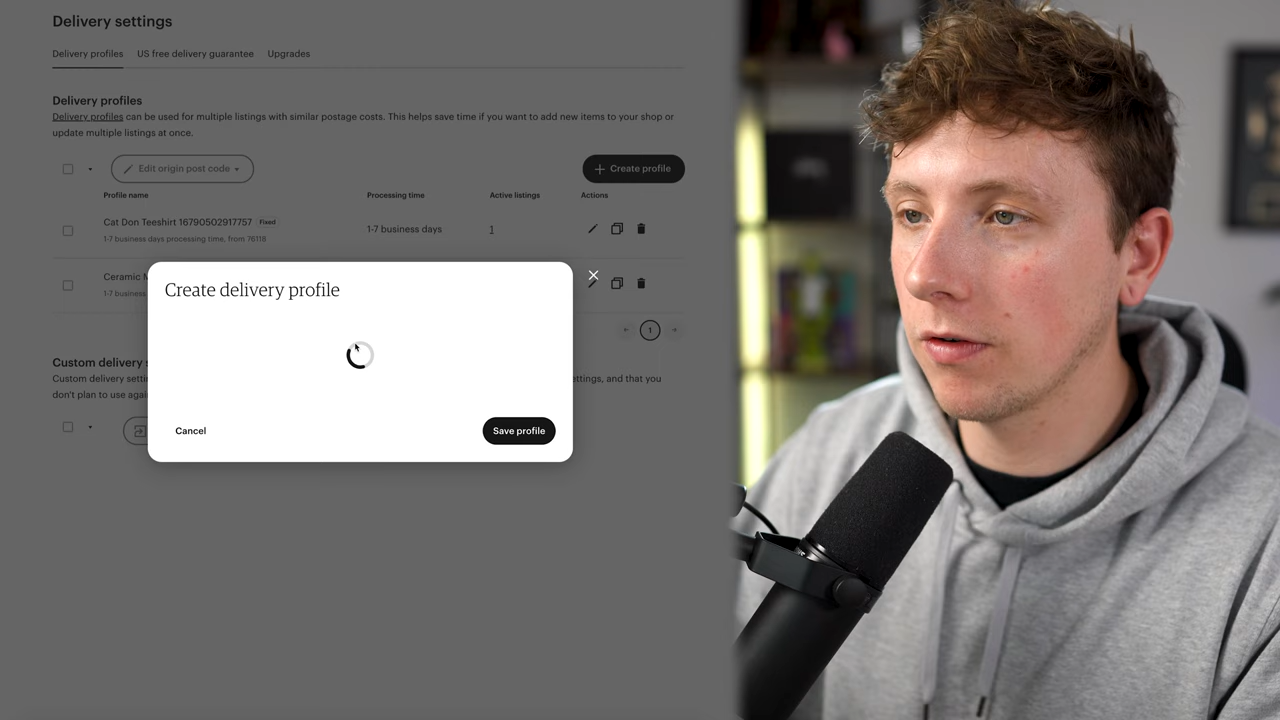 Delivery settings
Delivery profiles US free delivery guarantee Upgrades
Delivery profiles
Delivery profiles can be used for multiple listings with similar postage costs. This helps save time if you want to add new items to your shop or
update multiple listings at once.
Edit origin post code
Create profile
Profile name Processing time Active listings Actions
Cat Don Teeshirt 16790502917757 Fixed
1-7 business days processing time, from 76118
1-7 business days
1
Ceramic
1-7 business
Create delivery profile
1
Custom delivery
Custom delivery
and that you
don't plan to use
Cancel
Save profile